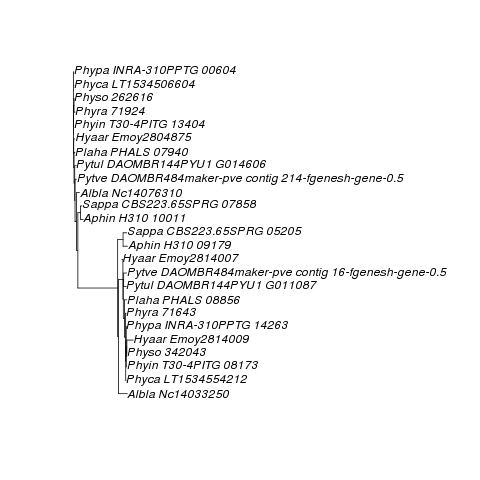 Phypa INRA-310PPTG 00604
Phyca LT1534506604
Physo 262616
Phyra 71924
Phyin T30-4PITG 13404
Hyaar Emoy2804875
Plaha PHALS 07940
Pytul DAOMBR144PYU1 G014606
Pytve DAOMBR484maker-pve contig 214-fgenesh-gene-0.5
Albla Nc14076310
Sappa CBS223.65SPRG 07858
Aphin H310 10011
Sappa CBS223.65SPRG 05205
Aphin H310 09179
Hyaar Emoy2814007
Pytve DAOMBR484maker-pve contig 16-fgenesh-gene-0.5
Pytul DAOMBR144PYU1 G011087
Plaha PHALS 08856
Phyra 71643
Phypa INRA-310PPTG 14263
Hyaar Emoy2814009
Physo 342043
Phyin T30-4PITG 08173
Phyca LT1534554212
Albla Nc14033250